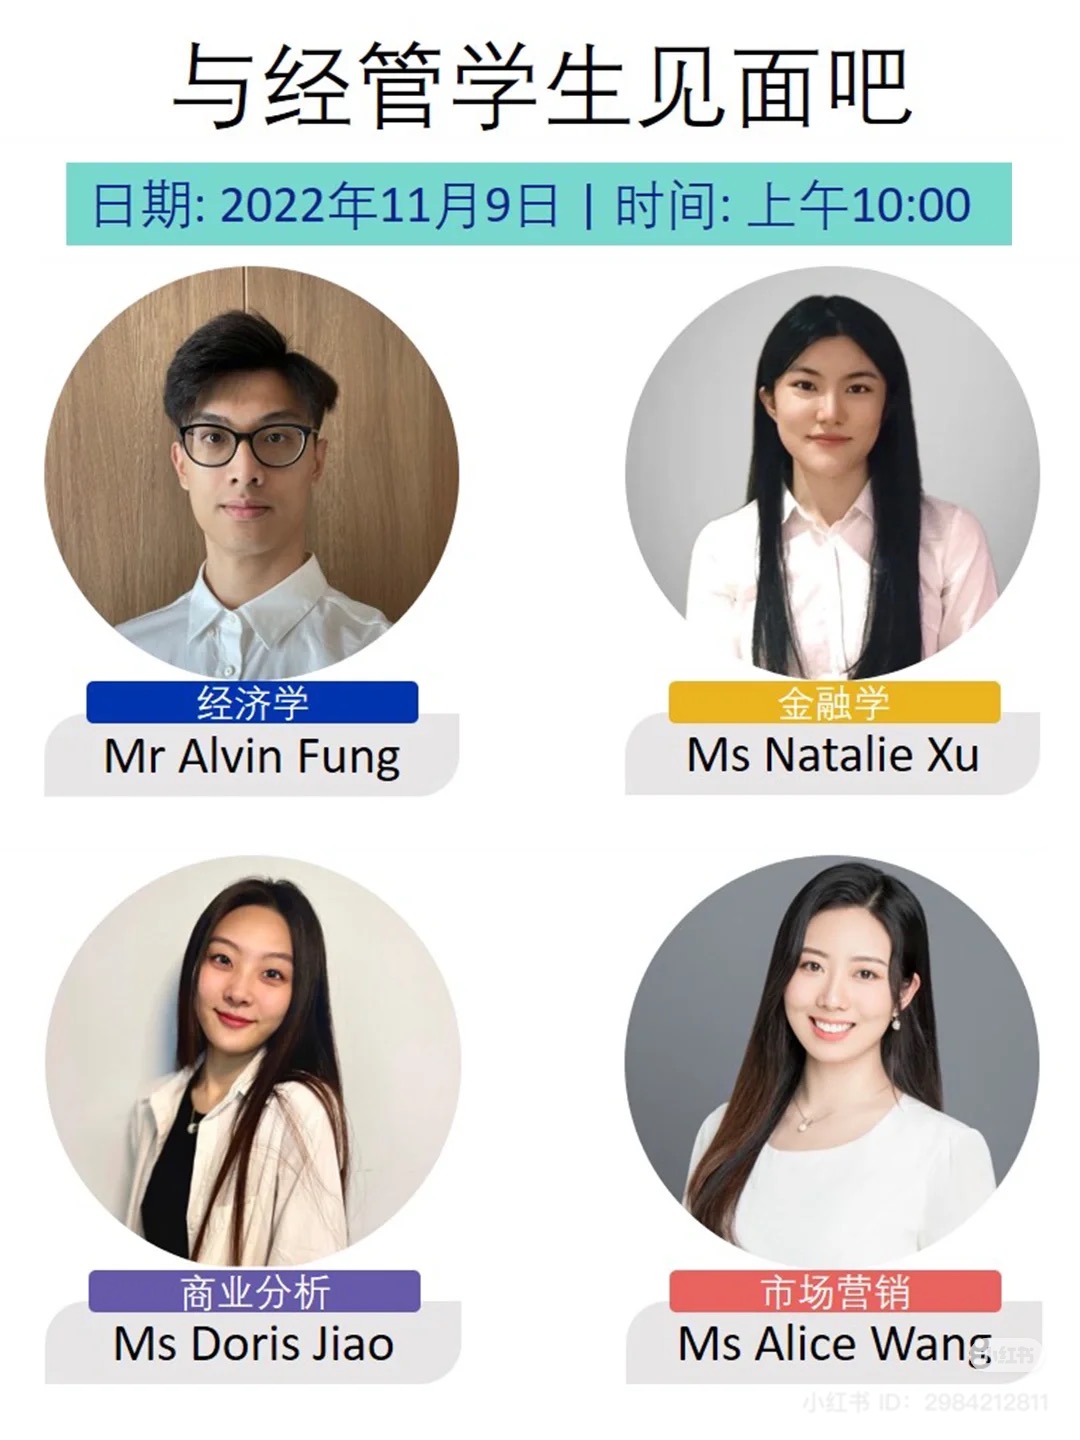 与经管学生见面吧
日期: 2022年11月9日 | 时间: 上午10:00
经济学
Mr Alvin Fung
金融学
Ms Natalie Xu
商业分析
Ms Doris Jiao
市场营销
Ms Alice Wang
小红书
小红书 ID: 2984212811